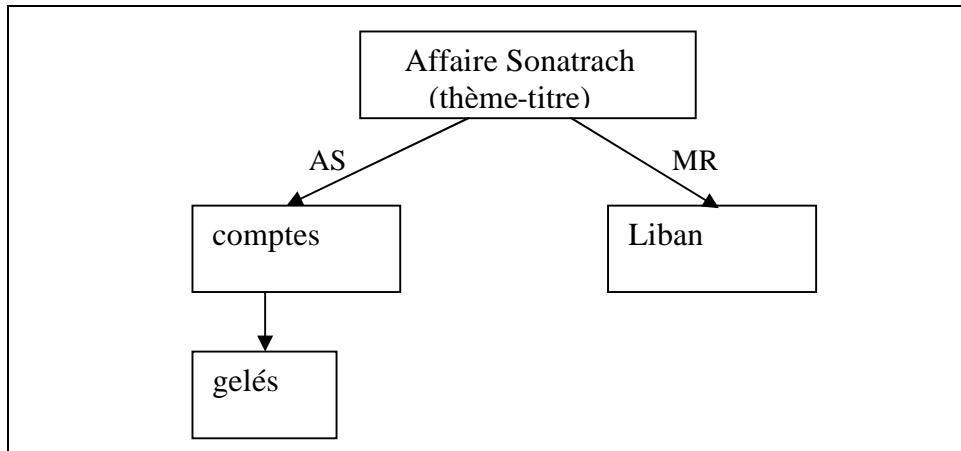 Affaire Sonatrach
(thème-titre)
AS
MR
comptes
Liban
gelés